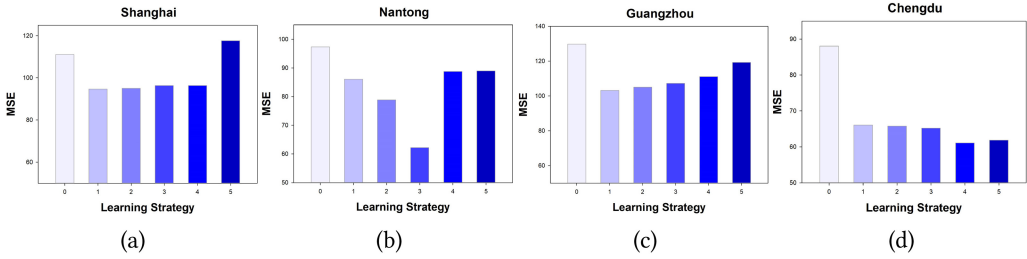 Shanghai
MSE
120
100
80
60
0 1 2 3 4 5
Learning Strategy
(a)
Nantong
MSE
100
90
80
70
60
50
0 1 2 3 4 5
Learning Strategy
(b)
Guangzhou
MSE
140
120
100
80
60
0 1 2 3 4 5
Learning Strategy
(c)
Chengdu
MSE
90
80
70
60
50
0 1 2 3 4 5
Learning Strategy
(d)